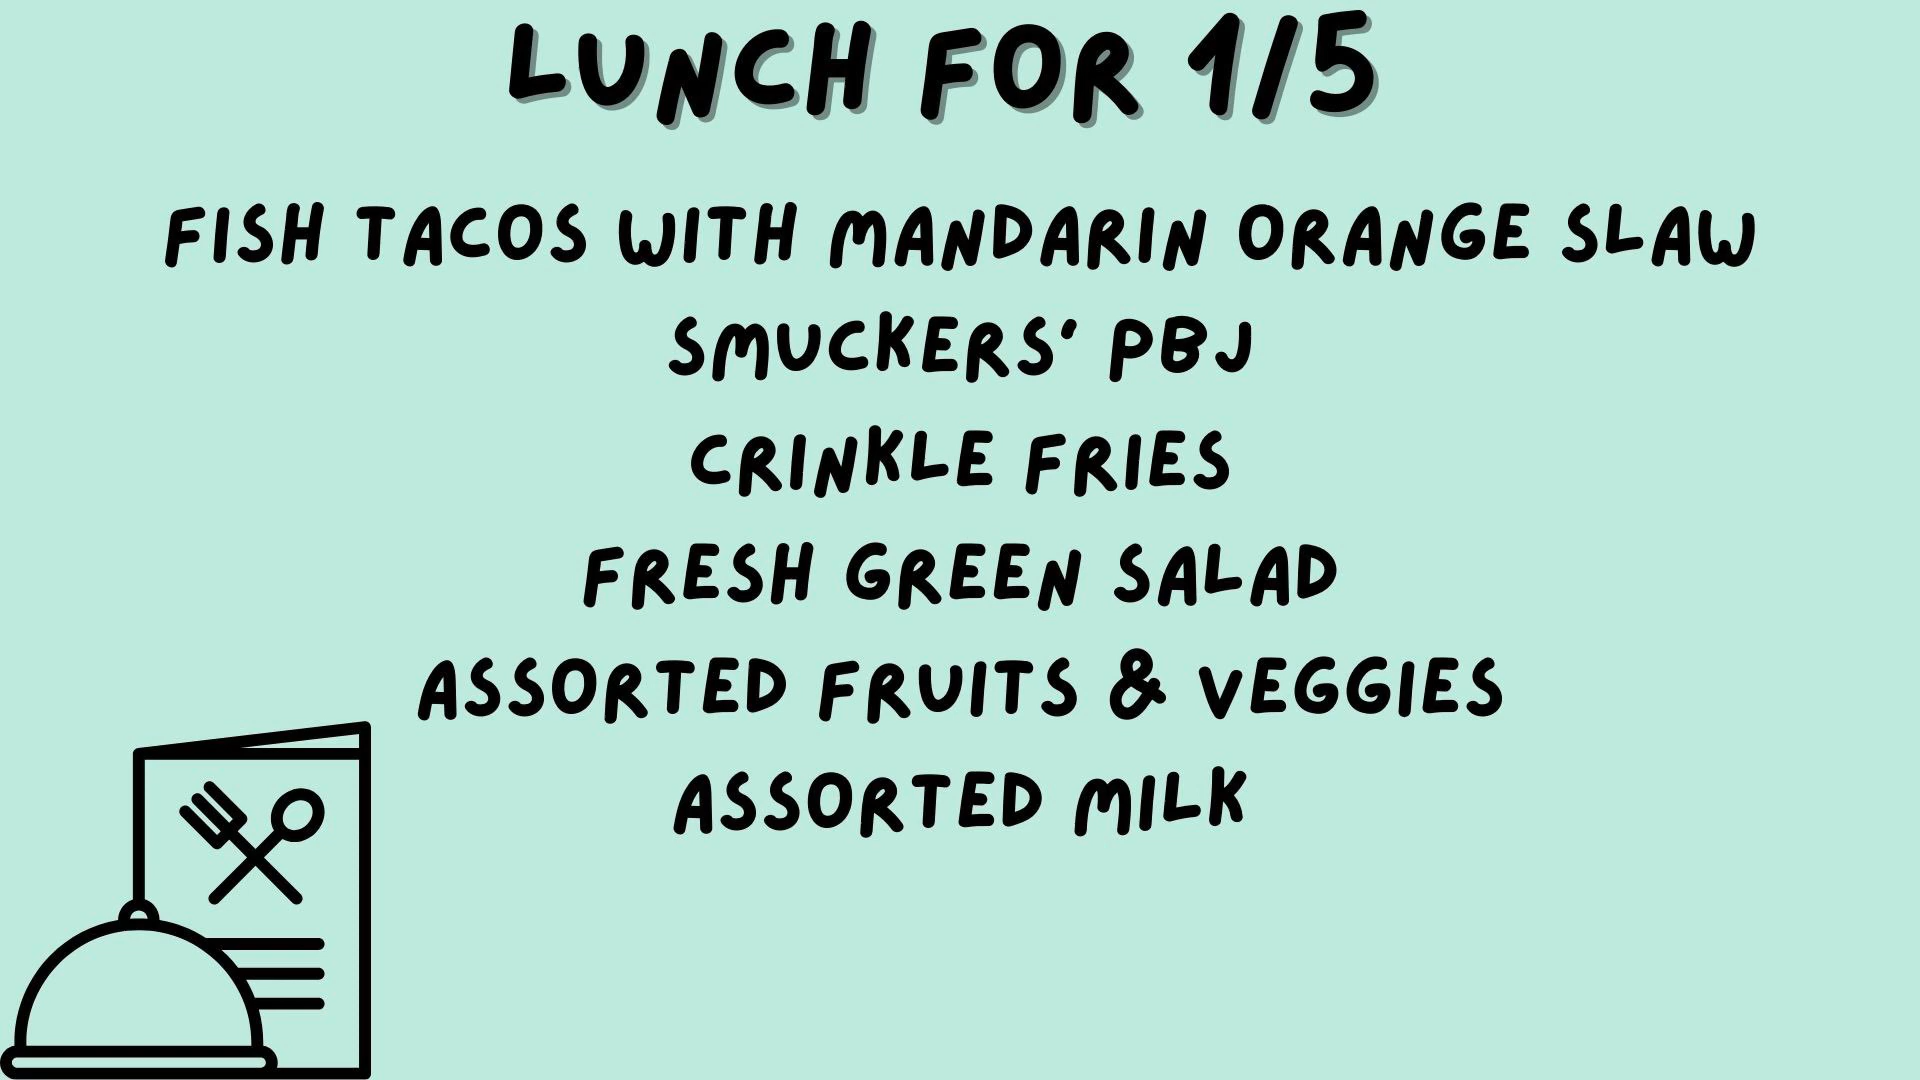 LUNCH FOR 1/5
FISH TACOS WITH MANDARIN ORANGE SLAW
SMUCKERS' PBJ
CRINKLE FRIES
FRESH GREEN SALAD
ASSORTED FRUITS & VEGGIES
ASSORTED MILK